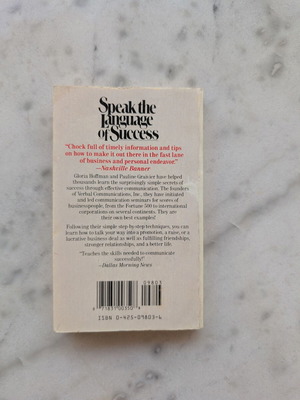 Speak the
Language
of Success
"Chock full of timely information and tips
on how to make it out there in the fast lane
of business and personal endeavor."
—Nashville Banner
Gloria Hoffman and Pauline Graivier have helped
thousands learn the surprisingly simple secrets of
success through effective communication. The founders
of Verbal Communications, Inc., they have initiated
and led communication seminars for scores of
businesspeople, from the Fortune 500 to international
corporations on several continents. They are
their own best examples!
Following their simple step-by-step techniques, you can
learn how to talk your way into a promotion, a raise, or a
lucrative business deal as well as fulfilling friendships,
stronger relationships, and a better life.
"Teaches the skills needed to communicate
successfully!"
—Dallas Morning News
09803
ISBN 0-425-09803-6